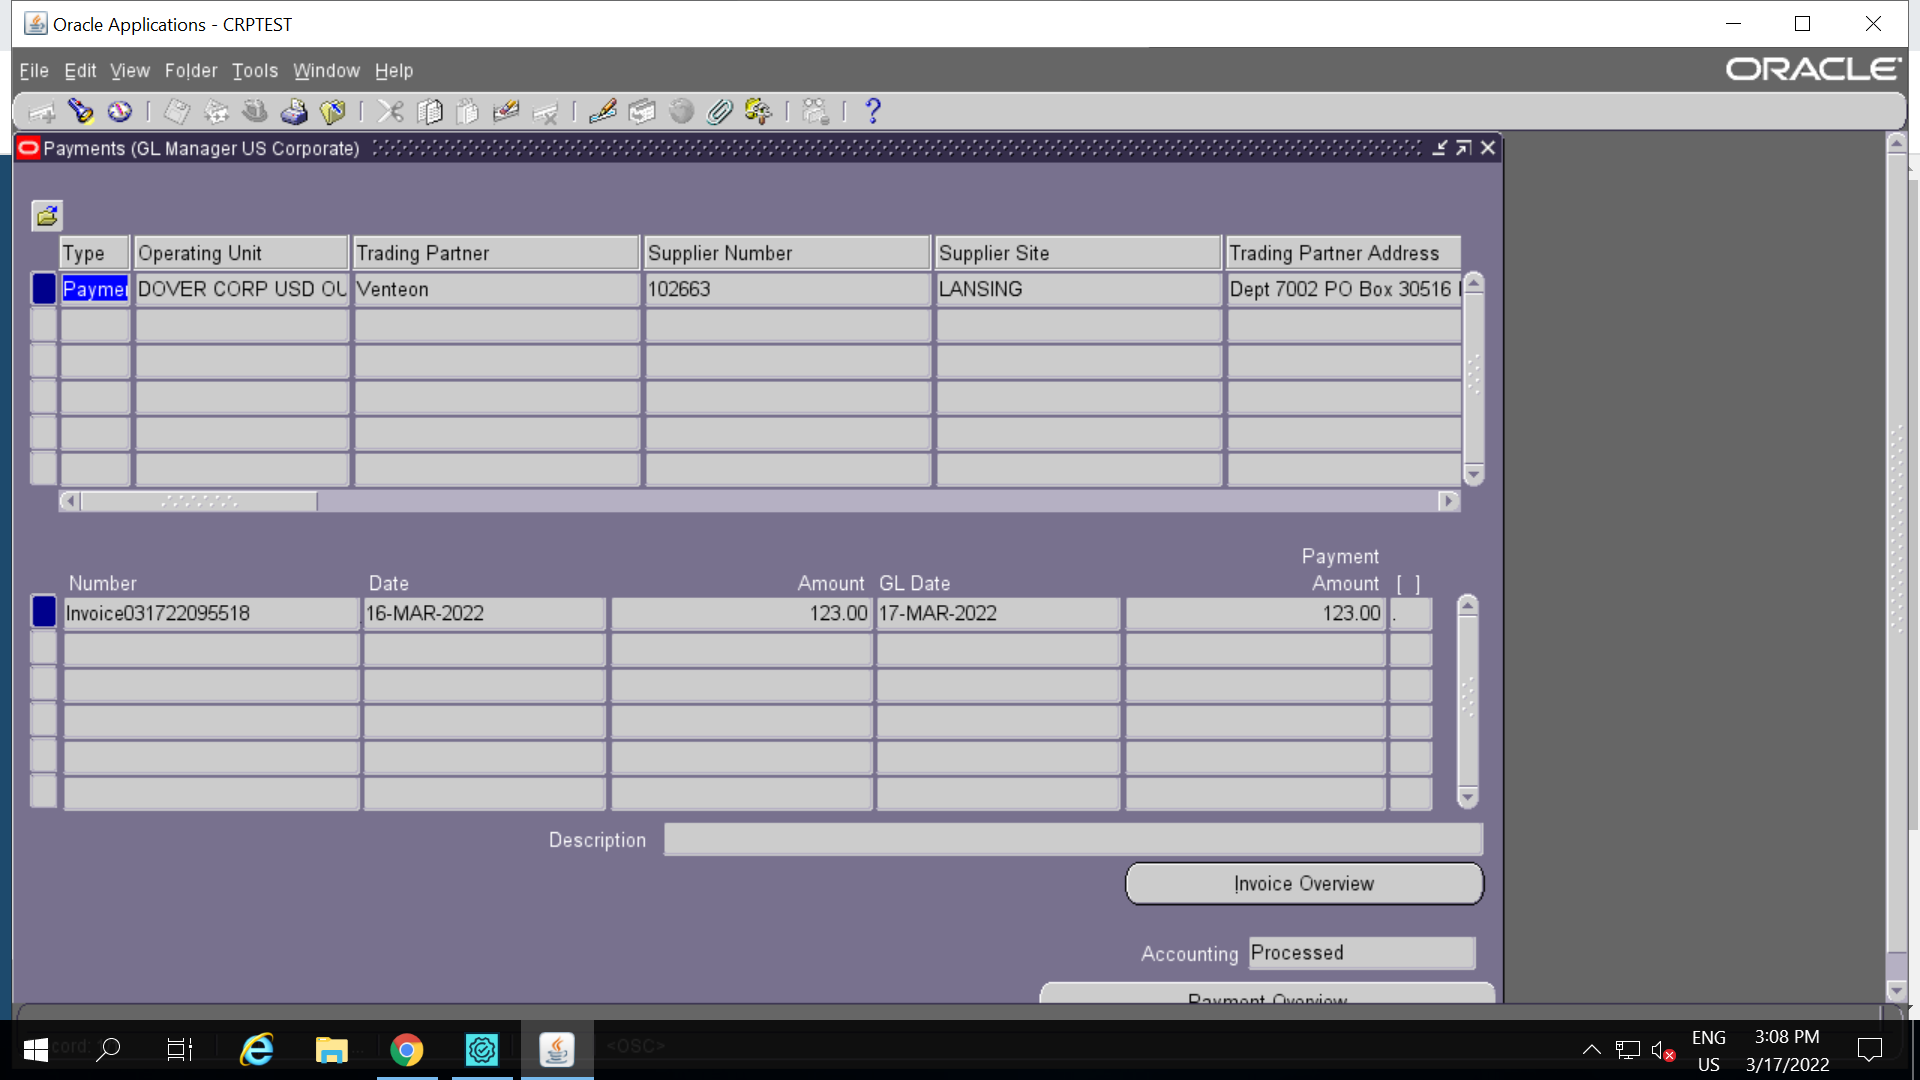 Oracle Applications - CRPTEST
File Edit View Folder Tools Window Help
ORACLE
Payments (GL Manager US Corporate)
Type Operating Unit Trading Partner Supplier Number Supplier Site Trading Partner Address
Paymen DOVER CORP USD OU Venteon 102663 LANSING Dept 7002 PO Box 30516
Payment
Number Date Amount GL Date Amount [ ]
Invoice031722095518 16-MAR-2022 123.00 17-MAR-2022 123.00 .
Description
Invoice Overview
Accounting Processed
Payment Overview
<OSC>
ENG
US
3:08 PM
3/17/2022